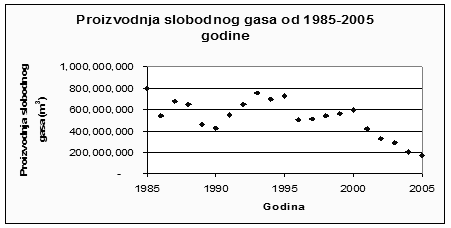 Proizvodnja slobodnog gasa od 1985-2005
godine
Proizvodnja slobodnog
gasa (m³)
1,000,000,000
800,000,000
600,000,000
400,000,000
200,000,000
-
1985 1990 1995 2000 2005
Godina